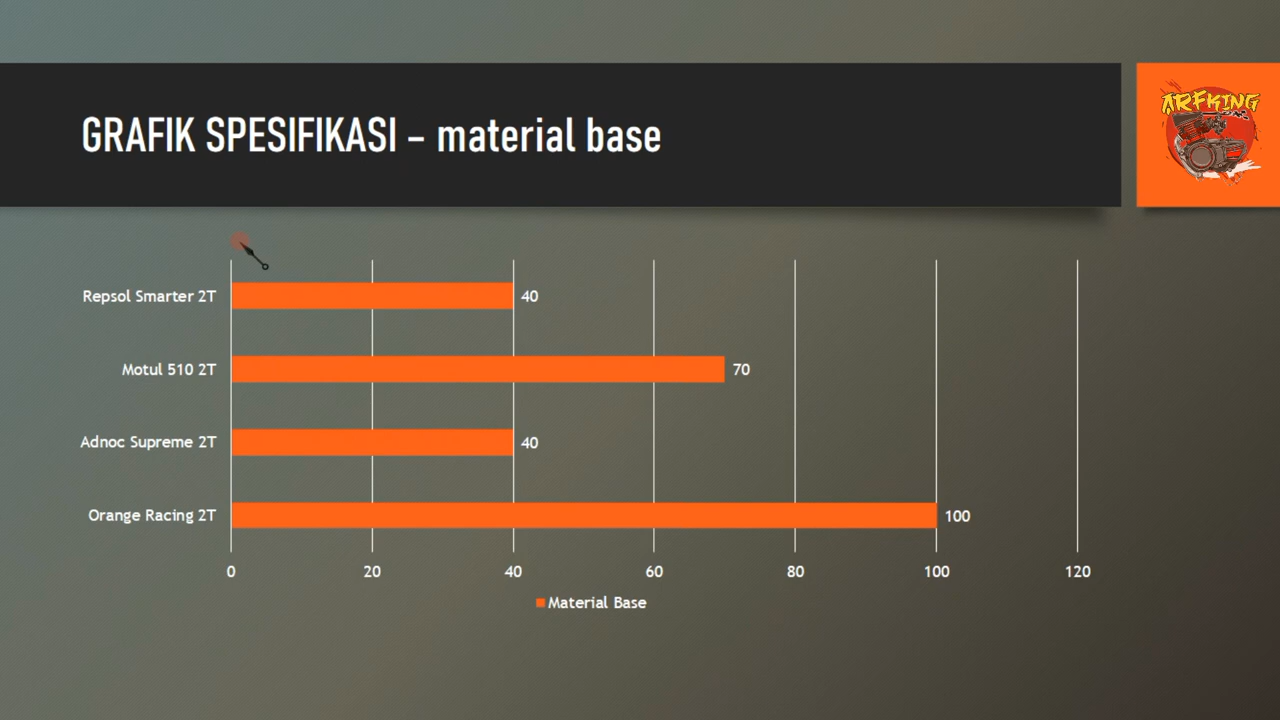 GRAFIK SPESIFIKASI – material base
ARFKING
Repsol Smarter 2T 40
Motul 510 2T 70
Adnoc Supreme 2T 40
Orange Racing 2T 100
0 20 40 60 80 100 120
Material Base